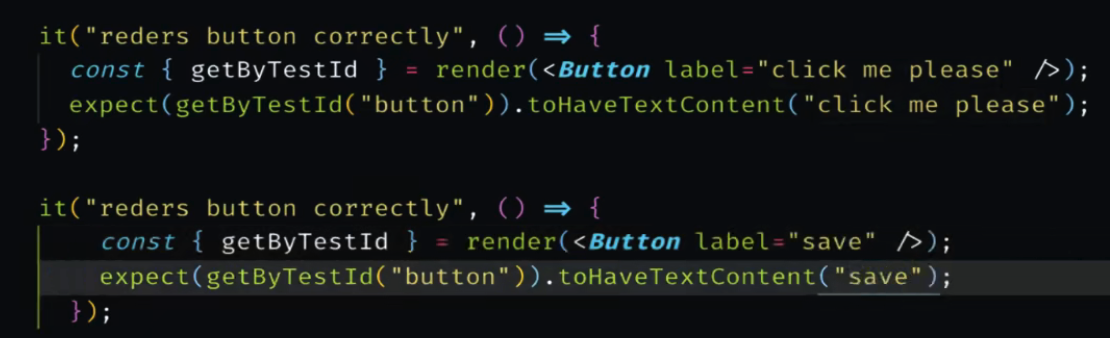 it("reders button correctly", () => {
const { getByTestId } = render(<Button label="click me please" />);
expect(getByTestId("button")).toHaveTextContent("click me please");
});
it("reders button correctly", () => {
const { getByTestId } = render(<Button label="save" />);
expect(getByTestId("button")).toHaveTextContent("save");
});